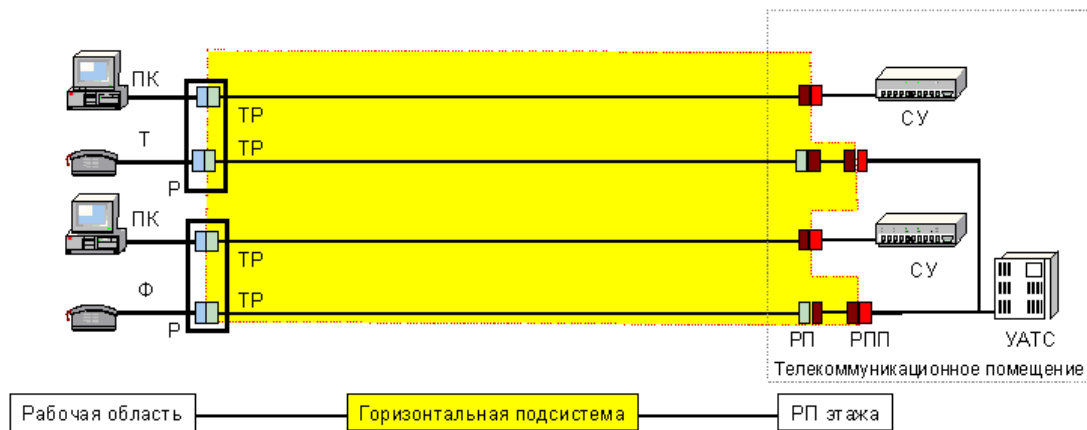 ПК
ТР
СУ
Т
ТР
Р
ПК
ТР
СУ
Ф
ТР
Р
РП
РПП
УАТС
Телекоммуникационное помещение
Рабочая область
Горизонтальная подсистема
РП этажа